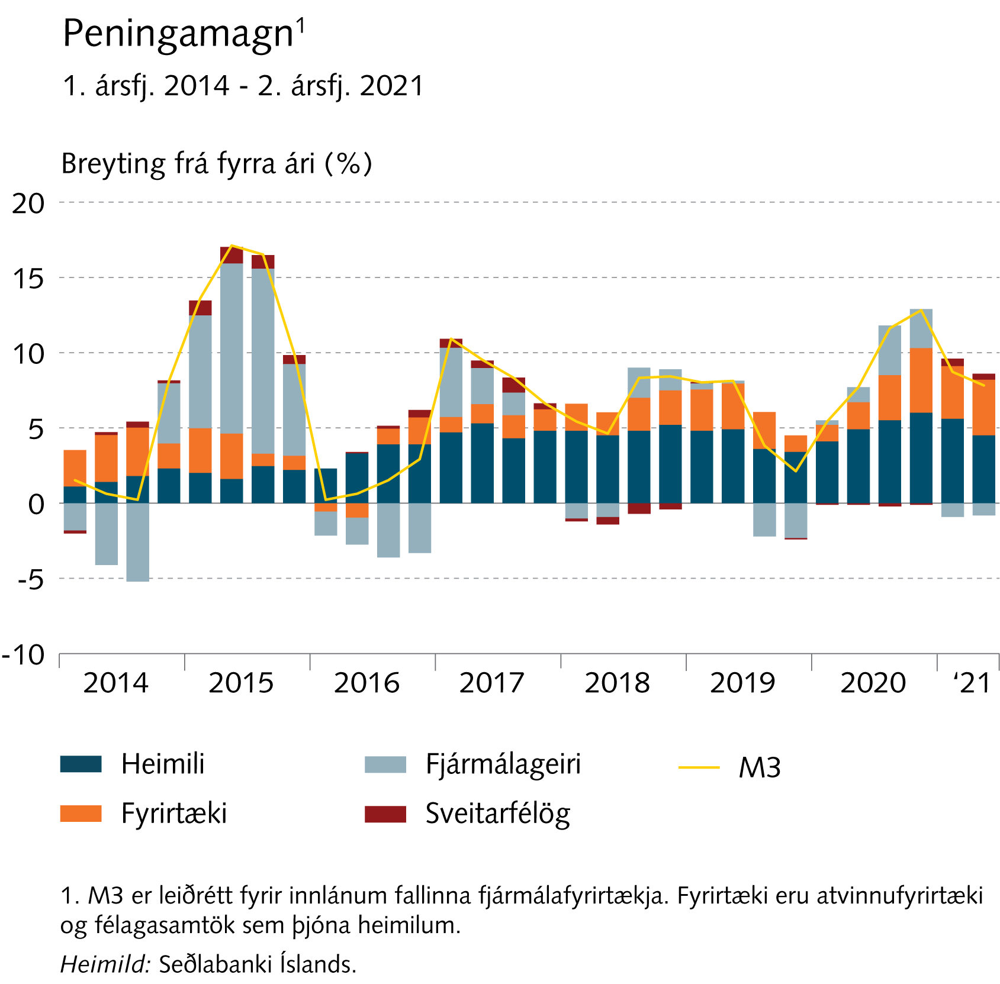 Peningamagn¹
1. ársfj. 2014 - 2. ársfj. 2021
Breyting frá fyrra ári (%)
20
15
10
5
0
-5
-10
2014 2015 2016 2017 2018 2019 2020 ‘21
Heimili Fjármálageiri M3
Fyrirtæki Sveitarfélög
1. M3 er leiðrétt fyrir innlánum fallinna fjármálafyrirtækja. Fyrirtæki eru atvinnufyrirtæki
og félagasamtök sem þjóna heimilum.
Heimild: Seðlabanki Íslands.